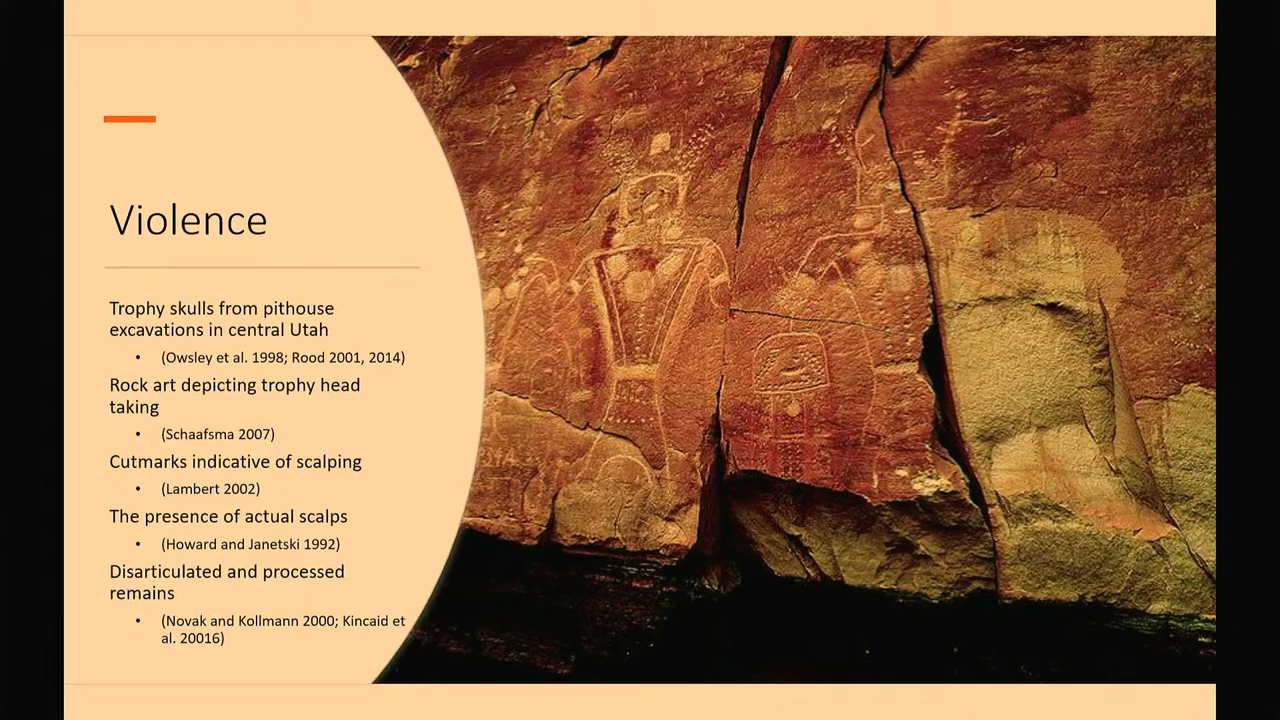 Violence
Trophy skulls from pithouse
excavations in central Utah
• (Owsley et al. 1998; Rood 2001, 2014)
Rock art depicting trophy head
taking
• (Schaafsma 2007)
Cutmarks indicative of scalping
• (Lambert 2002)
The presence of actual scalps
• (Howard and Janetski 1992)
Disarticulated and processed
remains
• (Novak and Kollmann 2000; Kincaid et
al. 20016)